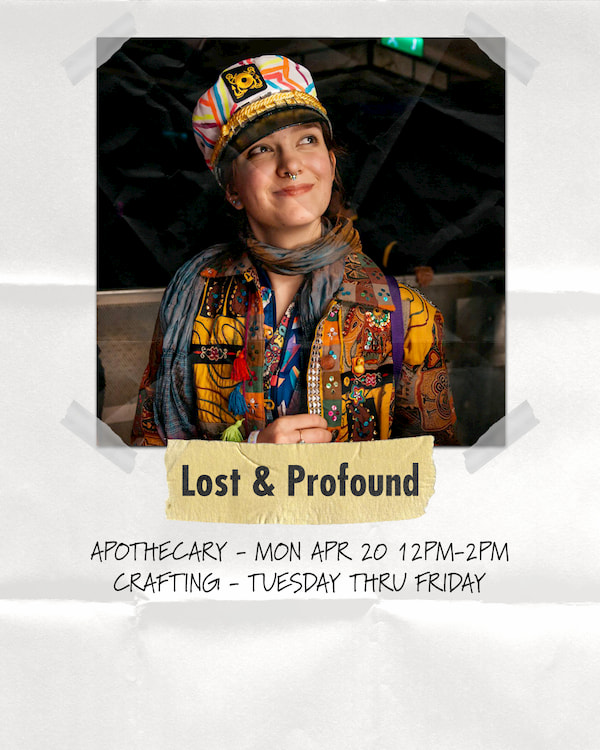 Lost & Profound
APOTHECARY - MON APR 20 12PM-2PM
CRAFTING - TUESDAY THRU FRIDAY